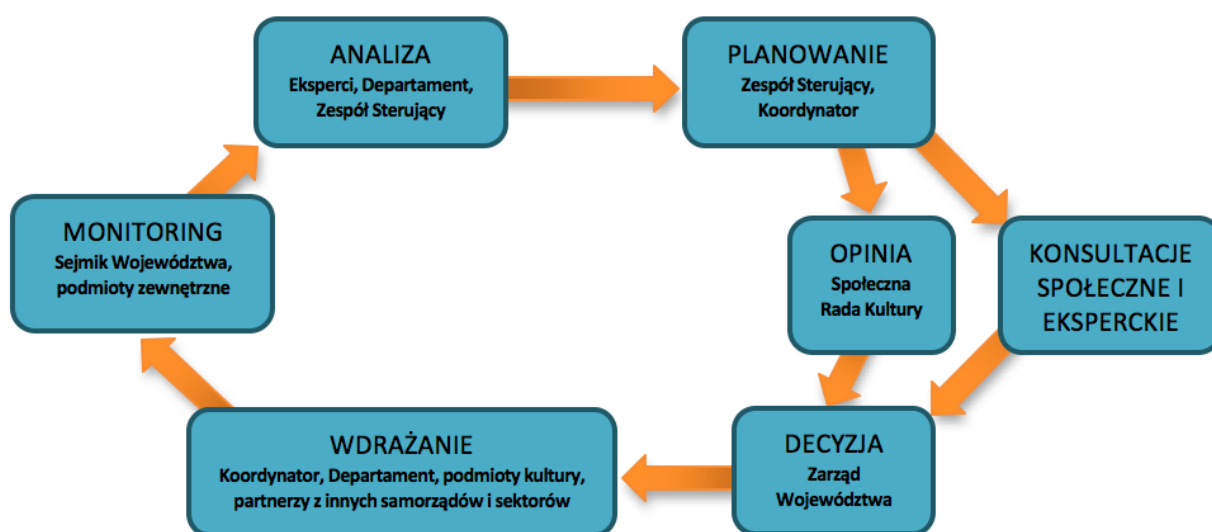 ANALIZA
Eksperci, Departament,
Zespół Sterujący
PLANOWANIE
Zespół Sterujący,
Koordynator
MONITORING
Sejmik Województwa,
podmioty zewnętrzne
OPINIA
Społeczna
Rada Kultury
KONSULTACJE
SPOŁECZNE I
EKSPERCKIE
WDRAŻANIE
Koordynator, Departament, podmioty kultury,
partnerzy z innych samorządów i sektorów
DECYZJA
Zarząd
Województwa